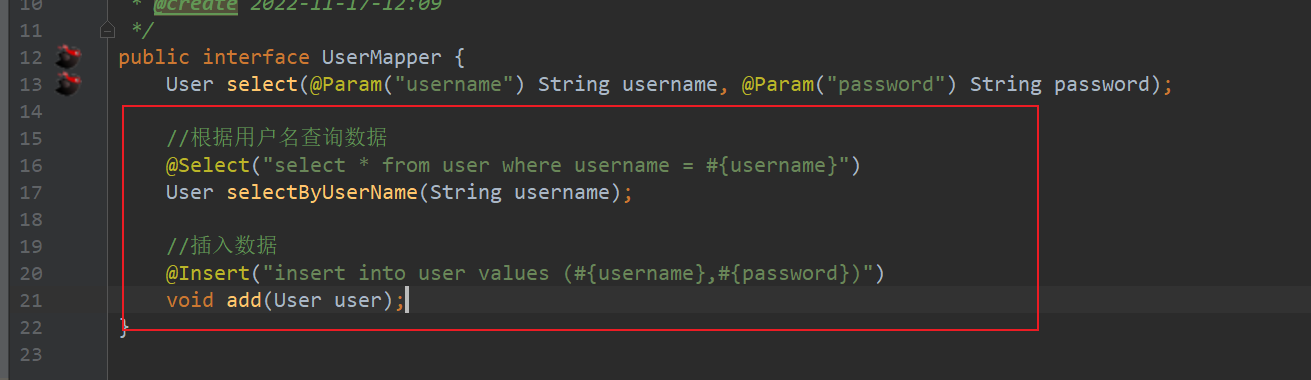 10 * @create 2022-11-17-12:09
11 */
12 public interface UserMapper {
13 User select(@Param("username") String username, @Param("password") String password);
14
15 //根据用户名查询数据
16 @Select("select * from user where username = #{username}")
17 User selectByUserName(String username);
18
19 //插入数据
20 @Insert("insert into user values (#{username},#{password})")
21 void add(User user);
22 }
23